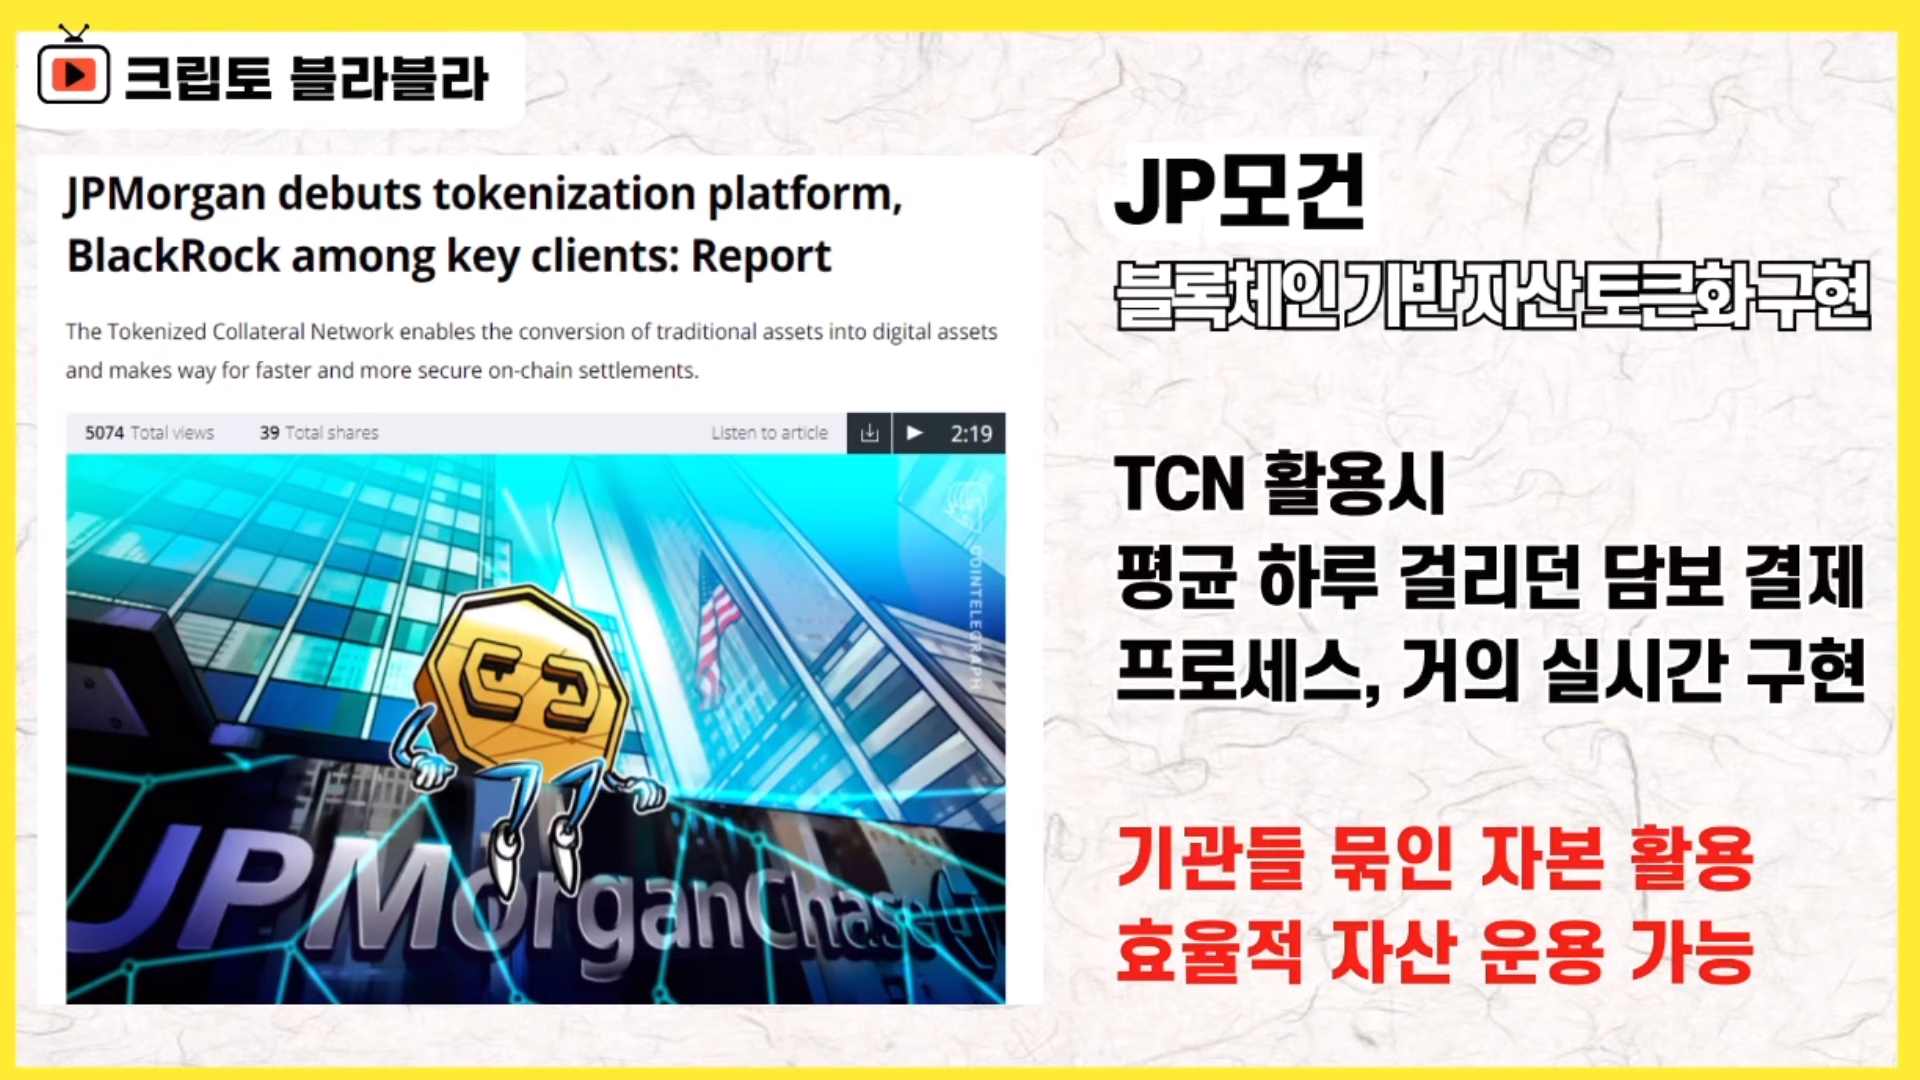 크립토 블라블라
JPMorgan debuts tokenization platform,
BlackRock among key clients: Report
The Tokenized Collateral Network enables the conversion of traditional assets into digital assets
and makes way for faster and more secure on-chain settlements.
5074 Total views 39 Total shares Listen to article 2:19
COINTELEGRAPH
JPMorganChase
JP모건
블록체인 기반 자산 토큰화 구현
TCN 활용시
평균 하루 걸리던 담보 결제
프로세스, 거의 실시간 구현
기관들 묶인 자본 활용
효율적 자산 운용 가능